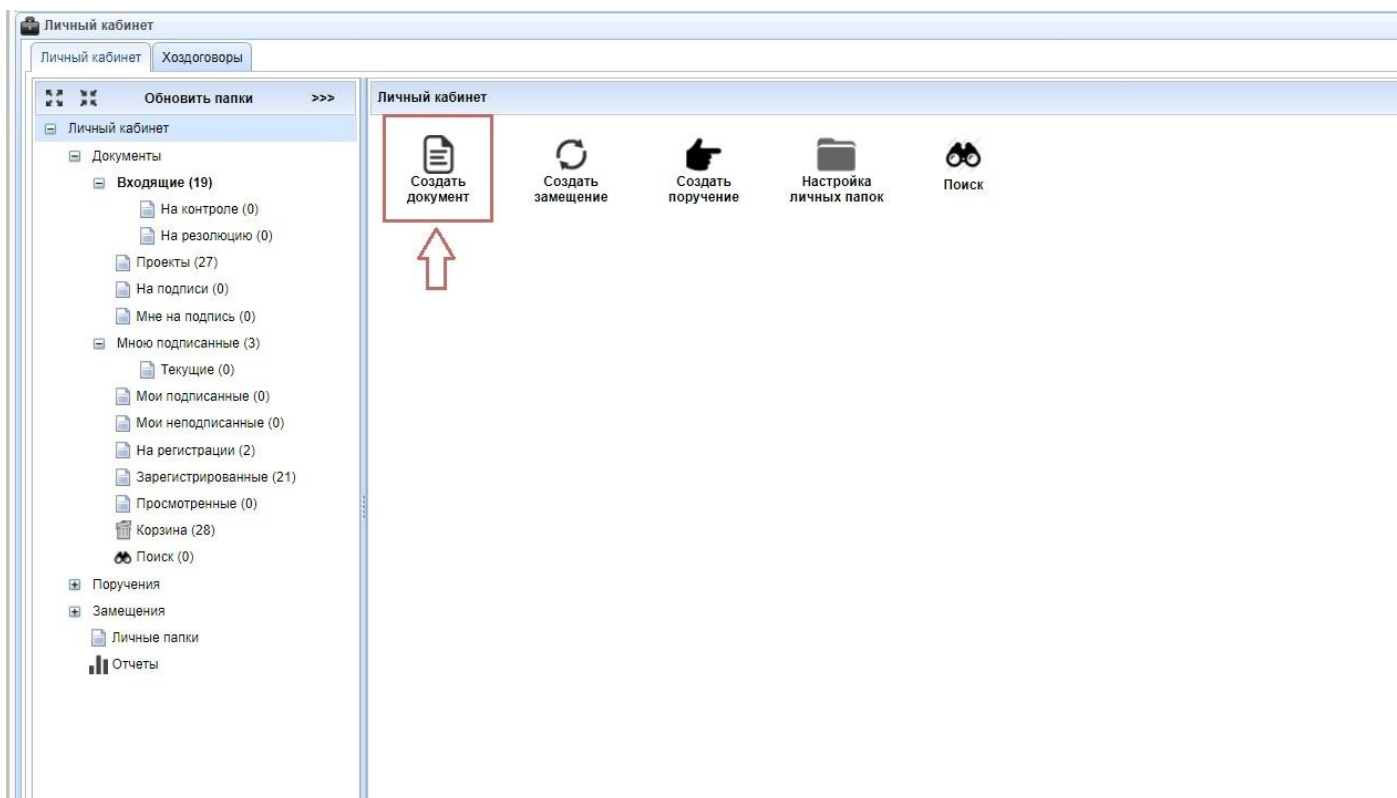 Личный кабинет
Личный кабинет Хоздоговоры
Обновить папки >>>
Личный кабинет
Документы
Входящие (19)
На контроле (0)
На резолюцию (0)
Проекты (27)
На подписи (0)
Мне на подпись (0)
Мною подписанные (3)
Текущие (0)
Мои подписанные (0)
Мои неподписанные (0)
На регистрации (2)
Зарегистрированные (21)
Просмотренные (0)
Корзина (28)
Поиск (0)
Поручения
Замещения
Личные папки
Отчеты
Личный кабинет
Создать
документ
Создать
замещение
Создать
поручение
Настройка
личных папок
Поиск